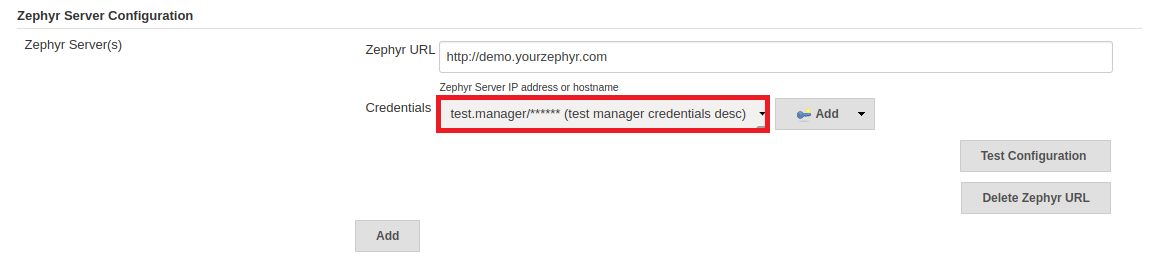 Zephyr Server Configuration
Zephyr Server(s)
Zephyr URL
http://demo.yourzephyr.com
Zephyr Server IP address or hostname
Credentials
test.manager/****** (test manager credentials desc)
Add
Test Configuration
Delete Zephyr URL
Add